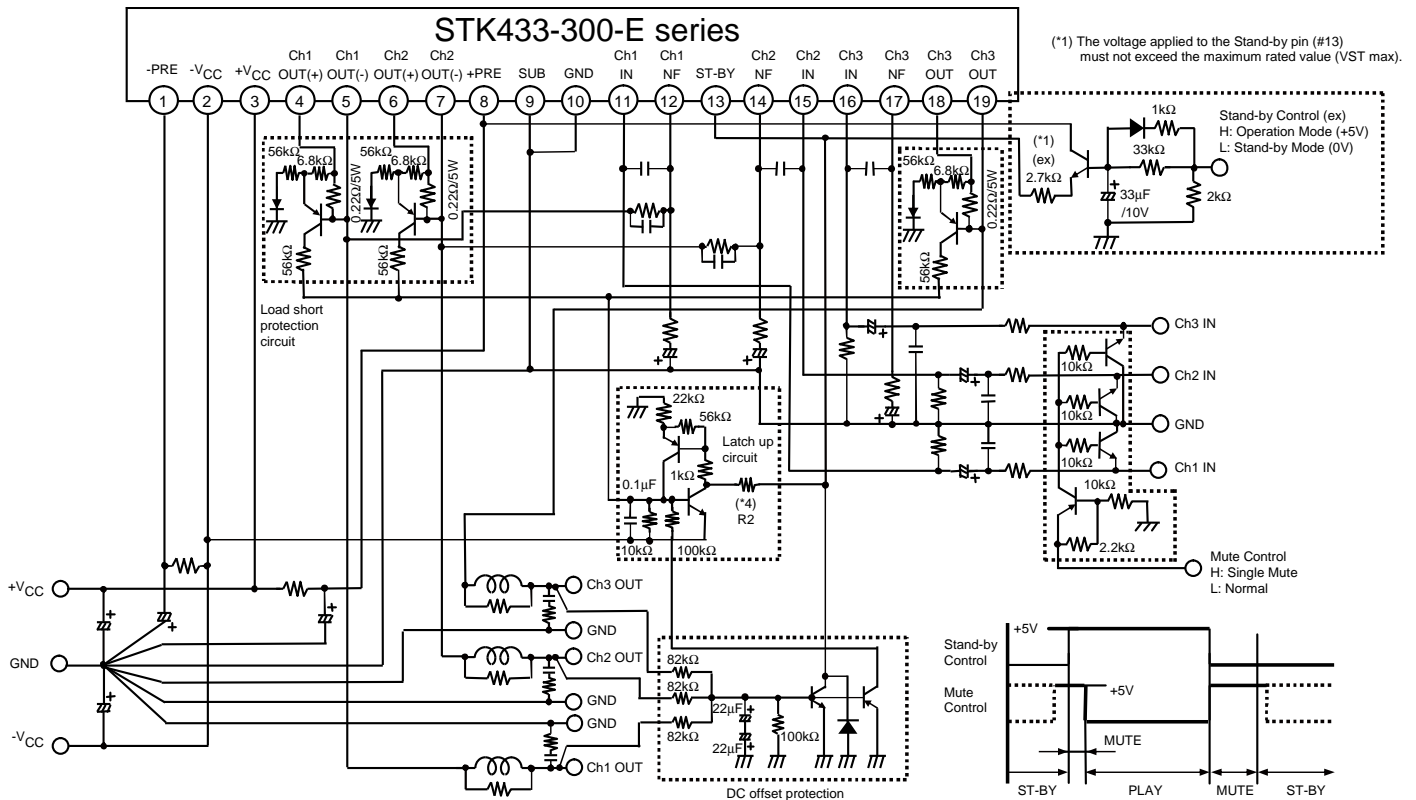 STK433-300-E series
-PRE
-VCC
+VCC
Ch1 OUT(+)
Ch1 OUT(-)
Ch2 OUT(+)
Ch2 OUT(-)
+PRE
SUB
GND
Ch1 IN
Ch1 NF
ST-BY
Ch2 NF
Ch2 IN
Ch3 IN
Ch3 NF
Ch3 OUT
Ch3 OUT
1
2
3
4
5
6
7
8
9
10
11
12
13
14
15
16
17
18
19
(*1) The voltage applied to the Stand-by pin (#13)
must not exceed the maximum rated value (VST max).
56kΩ
6.8kΩ
0.22Ω/5W
56kΩ
56kΩ
6.8kΩ
0.22Ω/5W
56kΩ
Load short
protection
circuit
56kΩ
6.8kΩ
0.22Ω/5W
56kΩ
(*1)
(ex)
2.7kΩ
1kΩ
33kΩ
33μF
/10V
2kΩ
Stand-by Control (ex)
H: Operation Mode (+5V)
L: Stand-by Mode (0V)
Ch3 IN
10kΩ
Ch2 IN
10kΩ
GND
10kΩ
Ch1 IN
10kΩ
2.2kΩ
Mute Control
H: Single Mute
L: Normal
22kΩ
56kΩ
Latch up
circuit
1kΩ
0.1μF
(*4)
R2
10kΩ
100kΩ
+VCC
GND
-VCC
Ch3 OUT
GND
Ch2 OUT
GND
GND
Ch1 OUT
82kΩ
82kΩ
82kΩ
22μF
22μF
100kΩ
DC offset protection
+5V
Stand-by
Control
Mute
Control
+5V
MUTE
ST-BY
PLAY
MUTE
ST-BY